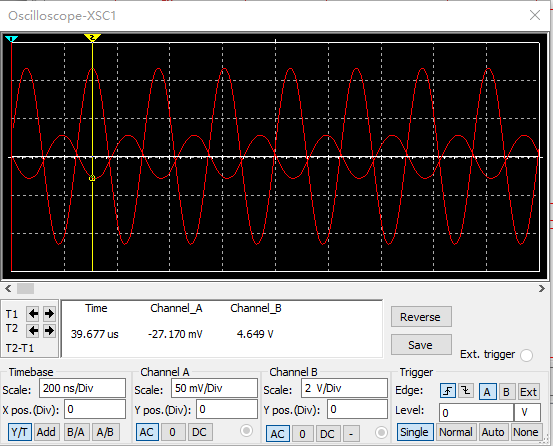 Oscilloscope-XSC1
1
2
T1
T2
T2-T1
Time Channel_A Channel_B
39.677 us -27.170 mV 4.649 V
Reverse
Save
Ext. trigger
Timebase
Scale: 200 ns/Div
X pos.(Div): 0
Y/T Add B/A A/B
Channel A
Scale: 50 mV/Div
Y pos.(Div): 0
AC 0 DC
Channel B
Scale: 2 V/Div
Y pos.(Div): 0
AC 0 DC -
Trigger
Edge: A B Ext
Level: 0 V
Single Normal Auto None